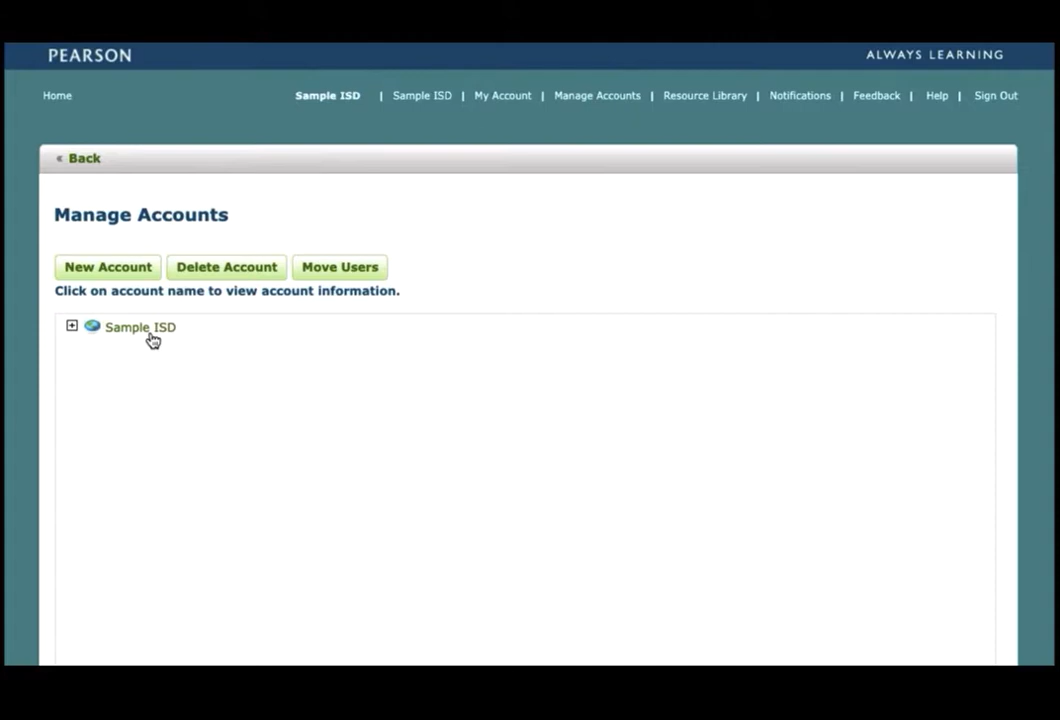 PEARSON ALWAYS LEARNING
Home Sample ISD | Sample ISD | My Account | Manage Accounts | Resource Library | Notifications | Feedback | Help | Sign Out
« Back
Manage Accounts
New Account Delete Account Move Users
Click on account name to view account information.
Sample ISD